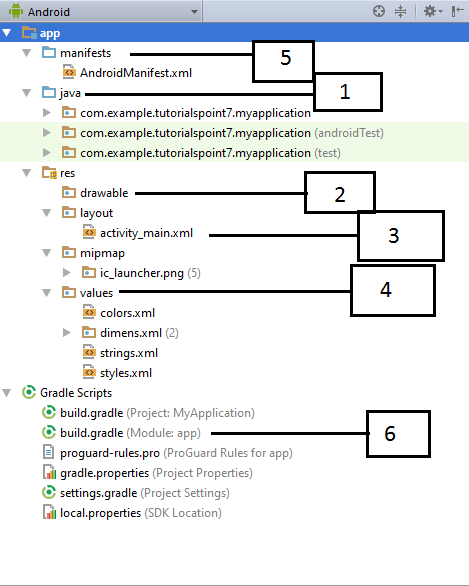 Android
app
manifests
5
AndroidManifest.xml
java
1
com.example.tutorialspoint7.myapplication
com.example.tutorialspoint7.myapplication (androidTest)
com.example.tutorialspoint7.myapplication (test)
res
drawable
2
layout
activity_main.xml
3
mipmap
ic_launcher.png (5)
values
4
colors.xml
dimens.xml (2)
strings.xml
styles.xml
Gradle Scripts
build.gradle (Project: MyApplication)
build.gradle (Module: app)
6
proguard-rules.pro (ProGuard Rules for app)
gradle.properties (Project Properties)
settings.gradle (Project Settings)
local.properties (SDK Location)